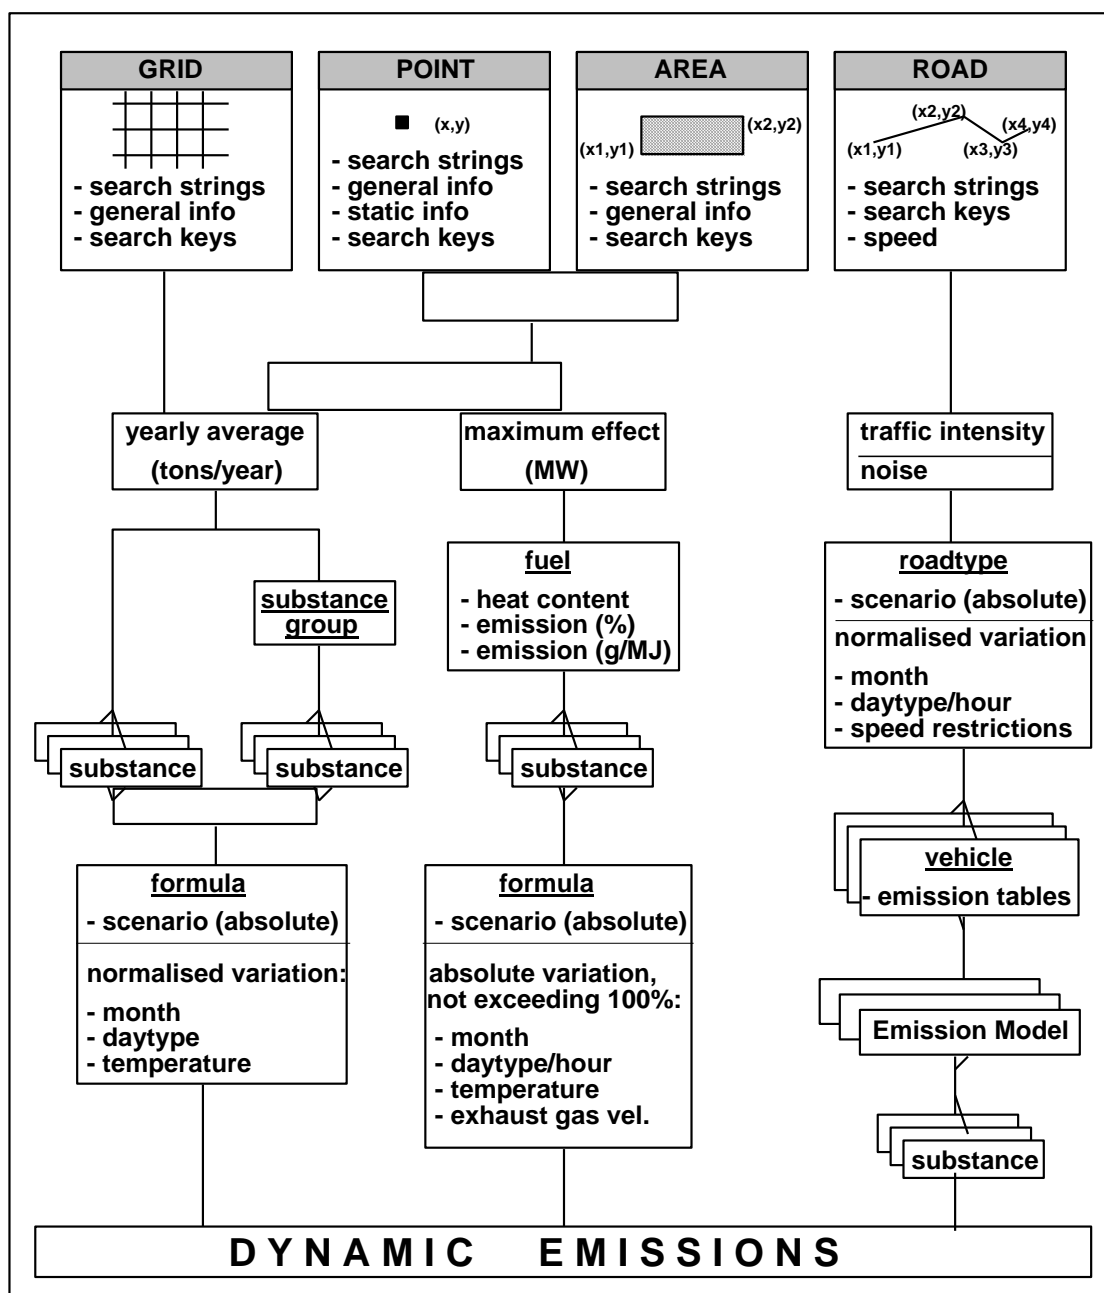 GRID
- search strings
- general info
- search keys
POINT
(x,y)
- search strings
- general info
- static info
- search keys
AREA
(x2,y2)
(x1,y1)
- search strings
- general info
- search keys
ROAD
(x2,y2)
(x4,y4)
(x1,y1)
(x3,y3)
- search strings
- search keys
- speed
yearly average
(tons/year)
maximum effect
(MW)
traffic intensity
noise
substance
group
fuel
- heat content
- emission (%)
- emission (g/MJ)
roadtype
- scenario (absolute)
normalised variation
- month
- daytype/hour
- speed restrictions
substance
substance
substance
vehicle
- emission tables
formula
- scenario (absolute)
normalised variation:
- month
- daytype
- temperature
formula
- scenario (absolute)
absolute variation,
not exceeding 100%:
- month
- daytype/hour
- temperature
- exhaust gas vel.
Emission Model
substance
DYNAMIC EMISSIONS